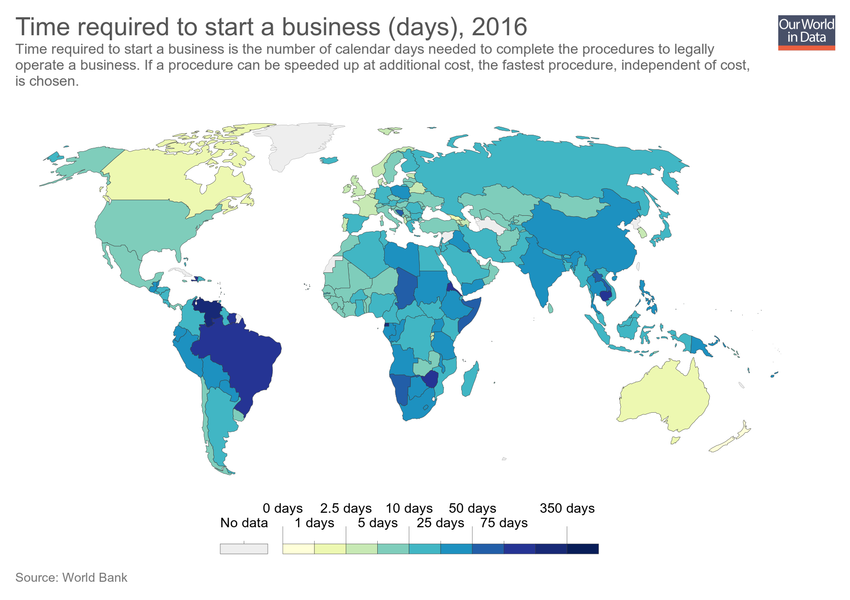 Time required to start a business (days), 2016
Our World
in Data
Time required to start a business is the number of calendar days needed to complete the procedures to legally
operate a business. If a procedure can be speeded up at additional cost, the fastest procedure, independent of cost,
is chosen.
0 days 2.5 days 10 days 50 days 350 days
No data 1 days 5 days 25 days 75 days
Source: World Bank